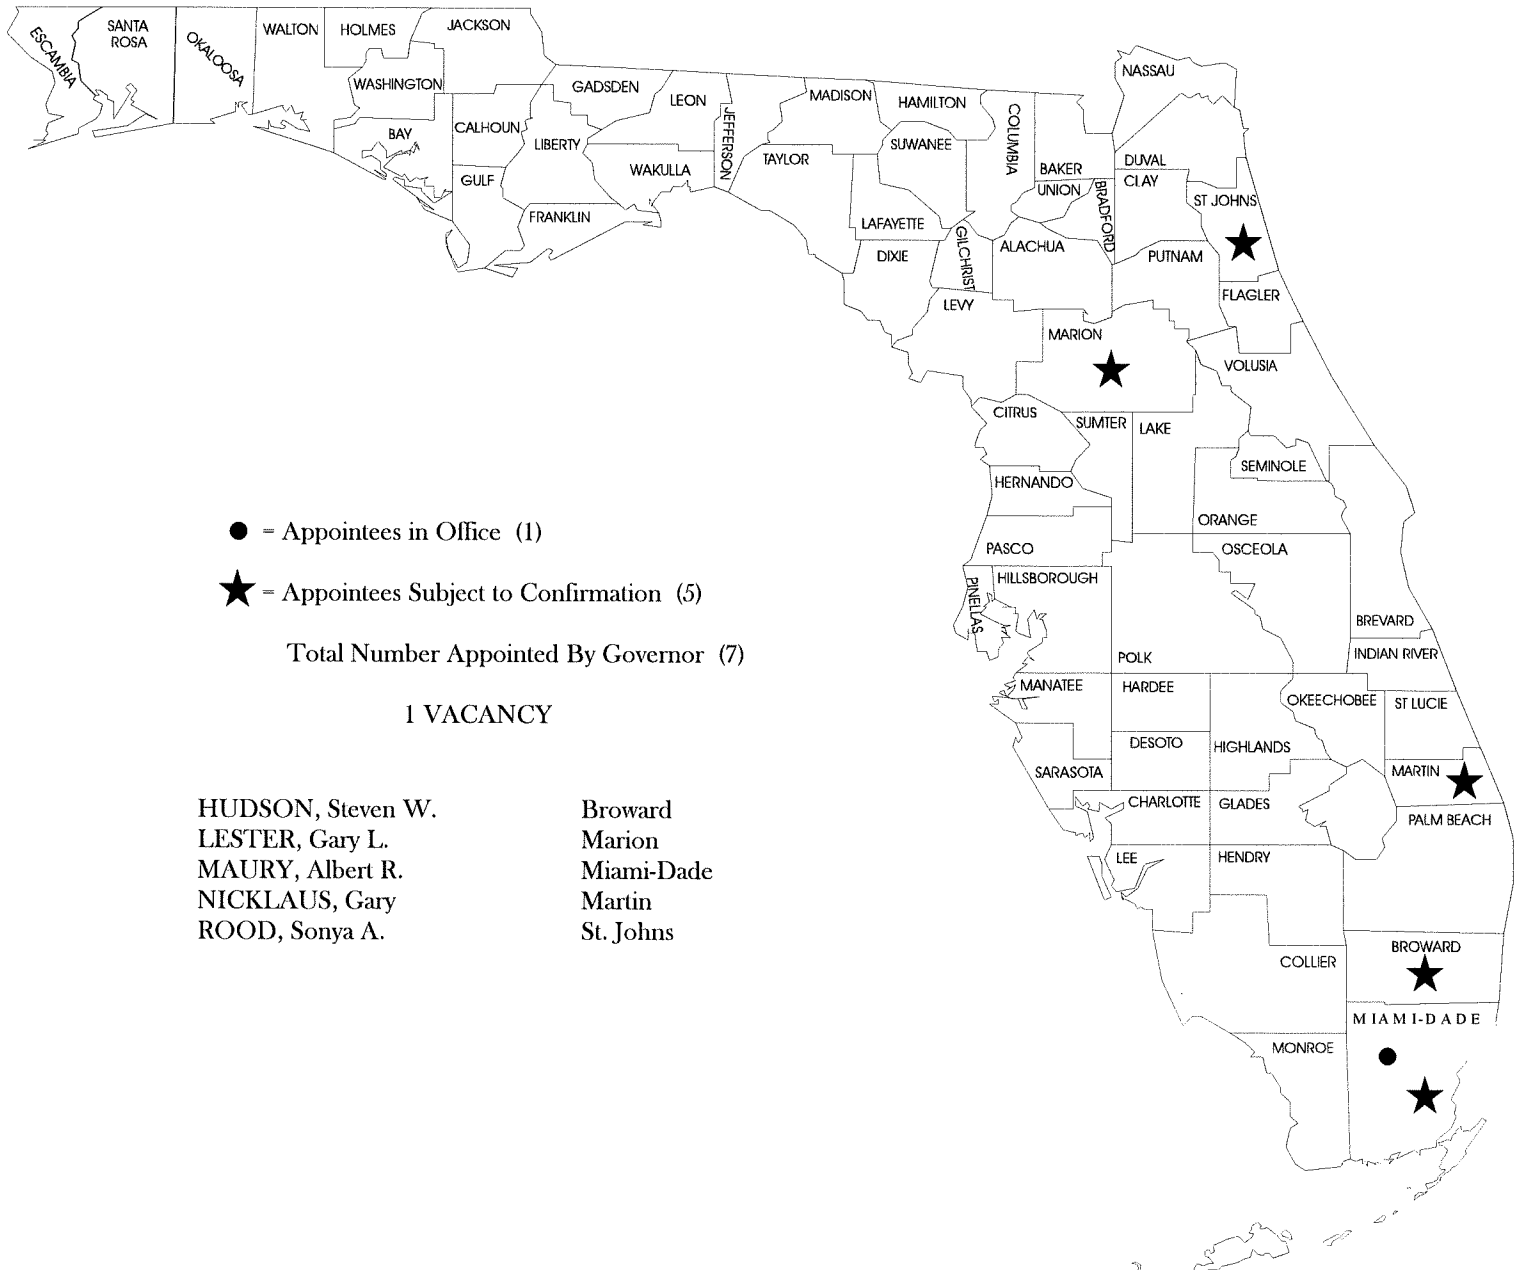 ESCAMBIA
SANTA
ROSA
OKALOOSA
WALTON
HOLMES
JACKSON
WASHINGTON
BAY
CALHOUN
GULF
GADSDEN
LIBERTY
FRANKLIN
LEON
WAKULLA
JEFFERSON
MADISON
TAYLOR
HAMILTON
SUWANEE
LAFAYETTE
DIXIE
COLUMBIA
GILCHRIST
LEVY
NASSAU
BAKER
UNION
BRADFORD
ALACHUA
DUVAL
CLAY
ST JOHNS
PUTNAM
FLAGLER
MARION
VOLUSIA
CITRUS
SUMTER
LAKE
SEMINOLE
HERNANDO
ORANGE
PASCO
OSCEOLA
PINELLAS
HILLSBOROUGH
POLK
BREVARD
INDIAN RIVER
MANATEE
HARDEE
OKEECHOBEE
ST LUCIE
DESOTO
HIGHLANDS
SARASOTA
MARTIN
CHARLOTTE
GLADES
PALM BEACH
LEE
HENDRY
BROWARD
COLLIER
MIAMI-DADE
MONROE
= Appointees in Office (1)
= Appointees Subject to Confirmation (5)
Total Number Appointed By Governor (7)
1 VACANCY
HUDSON, Steven W. Broward
LESTER, Gary L. Marion
MAURY, Albert R. Miami-Dade
NICKLAUS, Gary Martin
ROOD, Sonya A. St. Johns